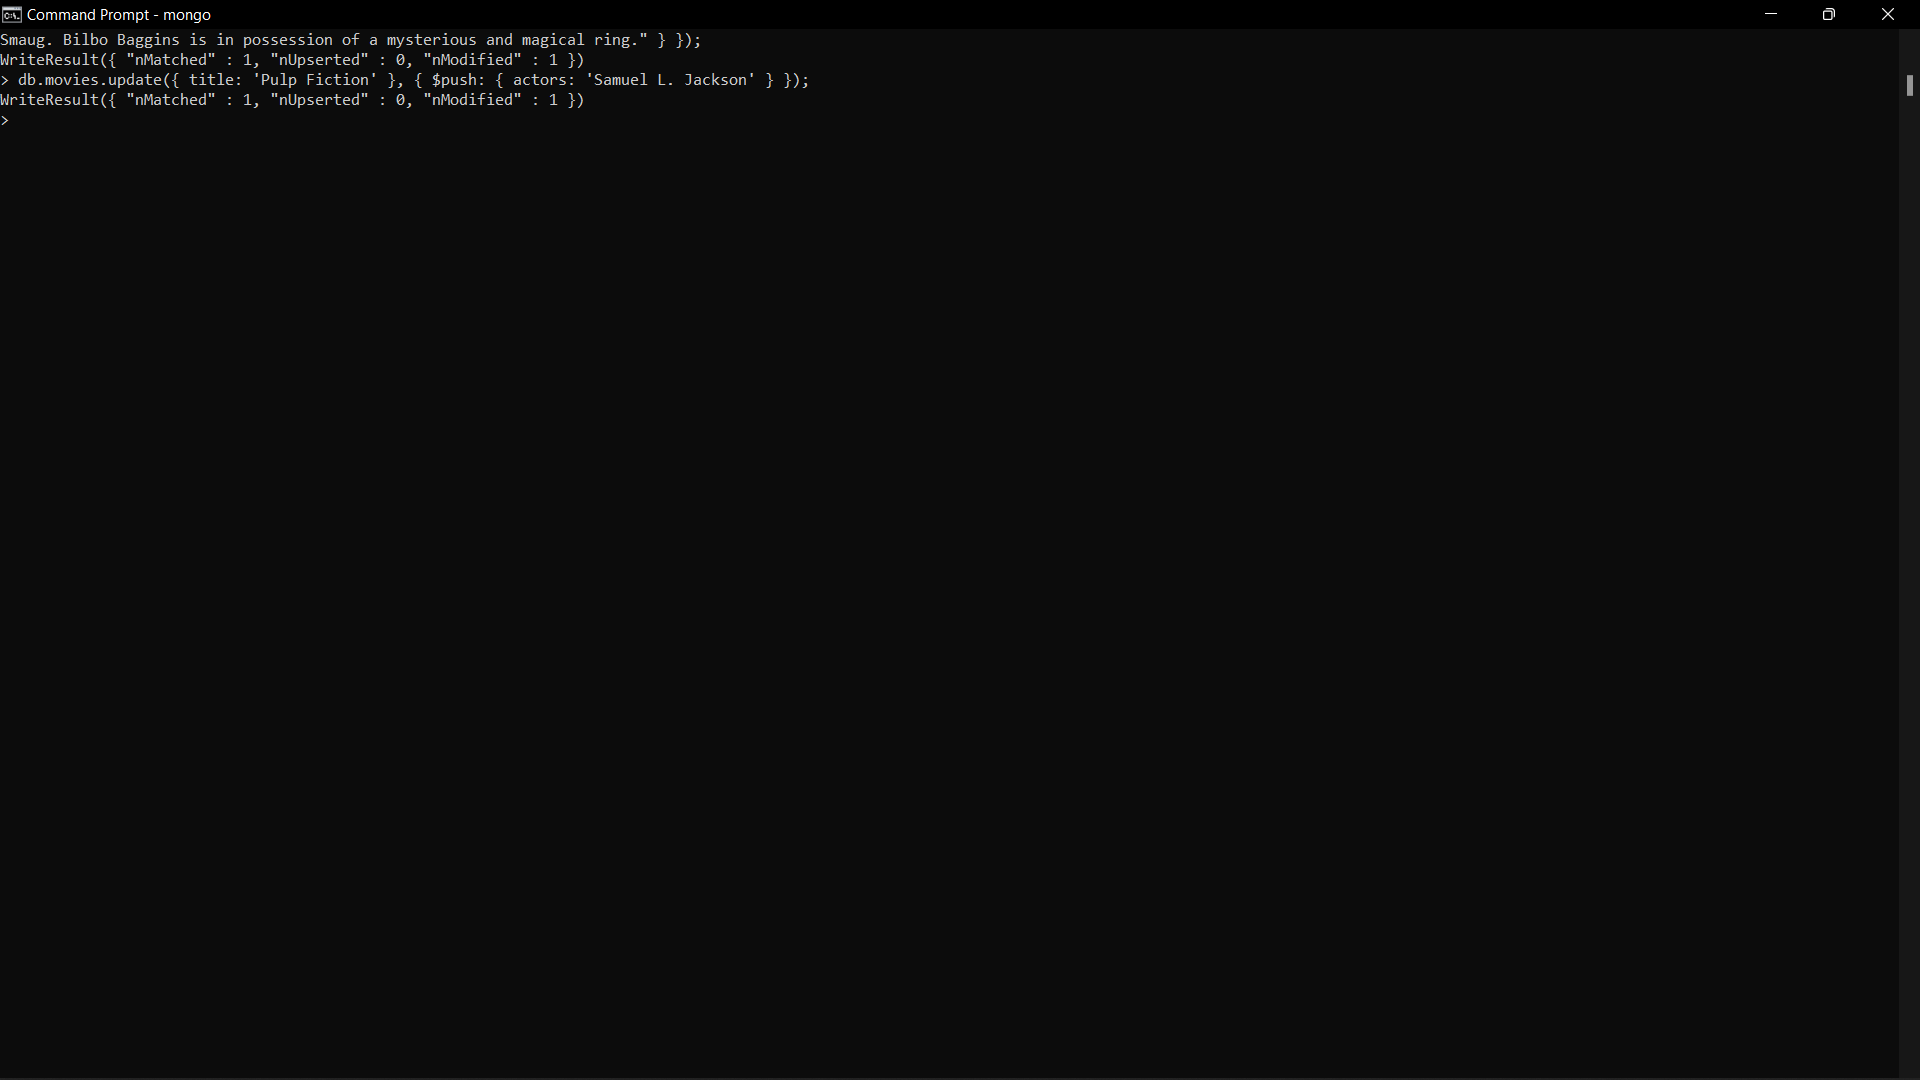 Command Prompt - mongo
Smaug. Bilbo Baggins is in possession of a mysterious and magical ring." } });
WriteResult({ "nMatched" : 1, "nUpserted" : 0, "nModified" : 1 })
> db.movies.update({ title: 'Pulp Fiction' }, { $push: { actors: 'Samuel L. Jackson' } });
WriteResult({ "nMatched" : 1, "nUpserted" : 0, "nModified" : 1 })
>